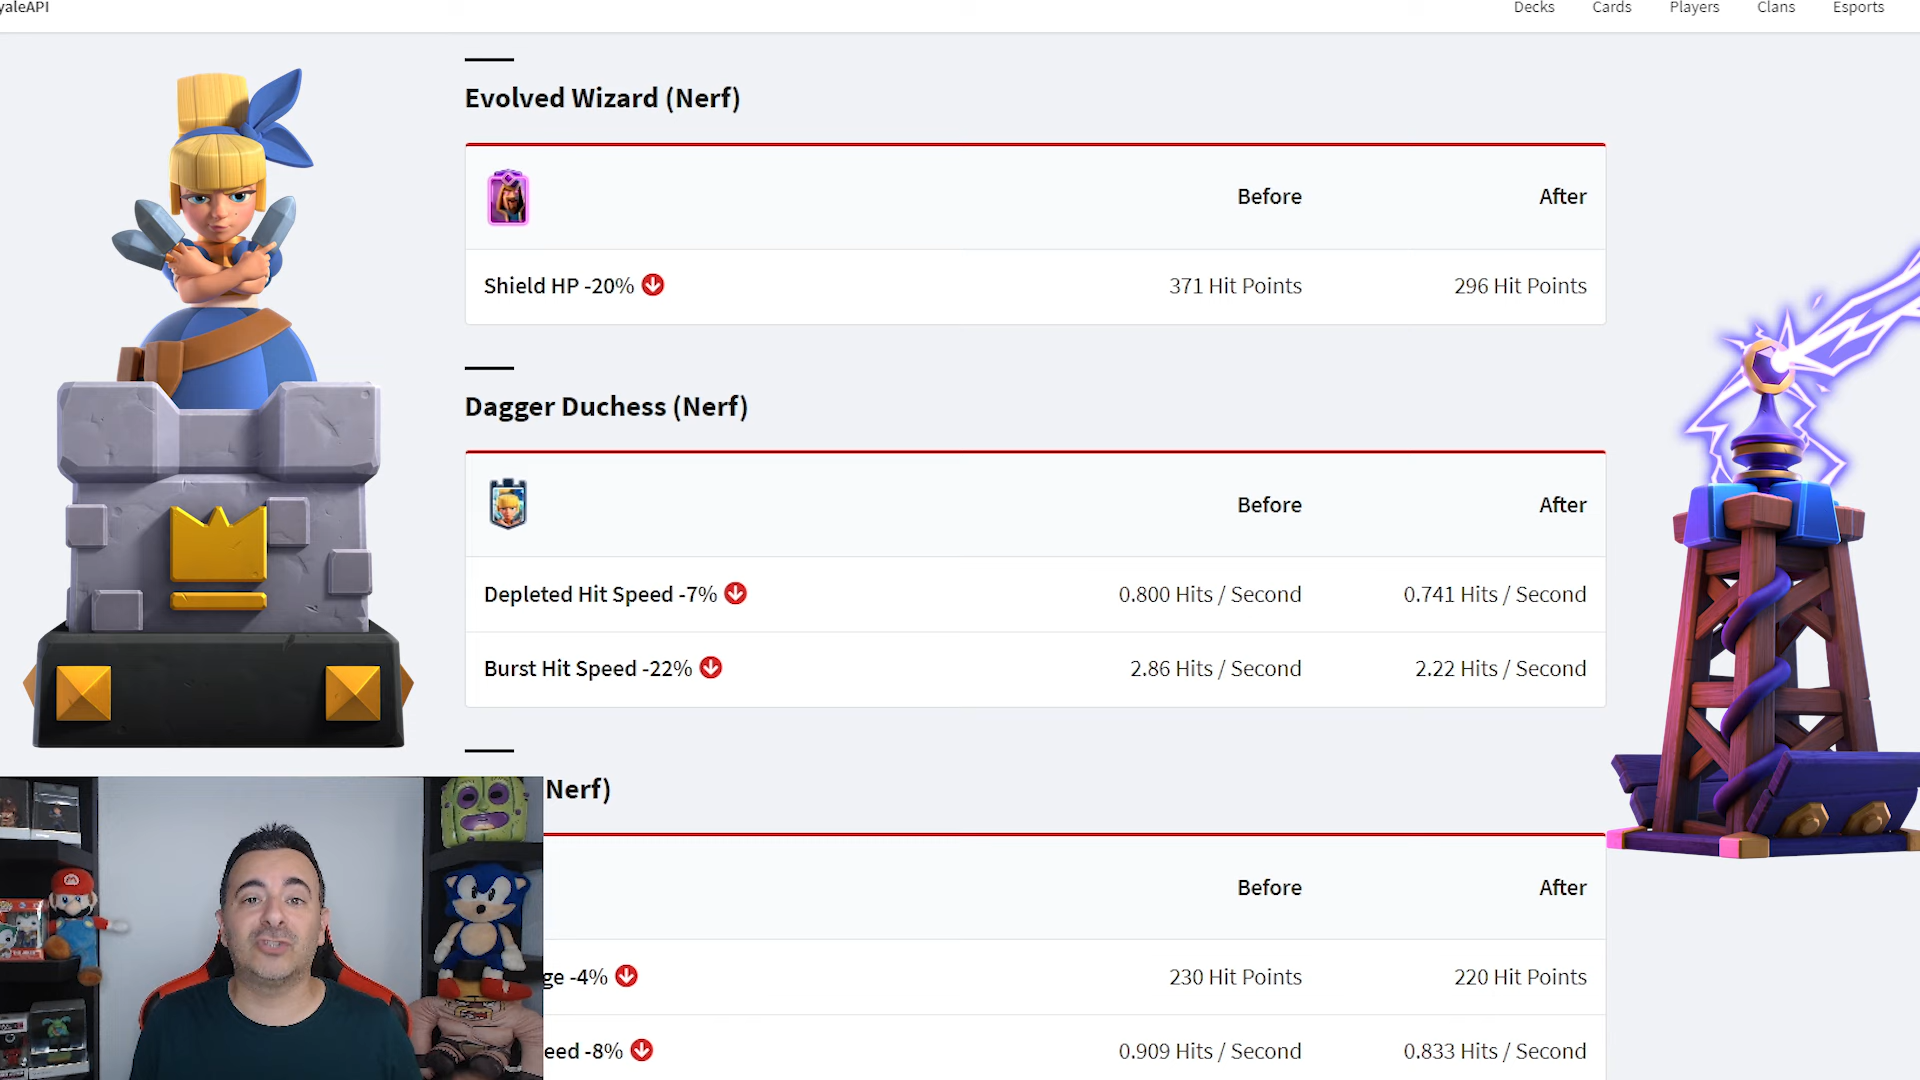 yaleAPI
Decks Cards Players Clans Esports
Evolved Wizard (Nerf)
Before After
Shield HP -20% 371 Hit Points 296 Hit Points
Dagger Duchess (Nerf)
Before After
Depleted Hit Speed -7% 0.800 Hits / Second 0.741 Hits / Second
Burst Hit Speed -22% 2.86 Hits / Second 2.22 Hits / Second
Nerf)
Before After
ge -4% 230 Hit Points 220 Hit Points
eed -8% 0.909 Hits / Second 0.833 Hits / Second